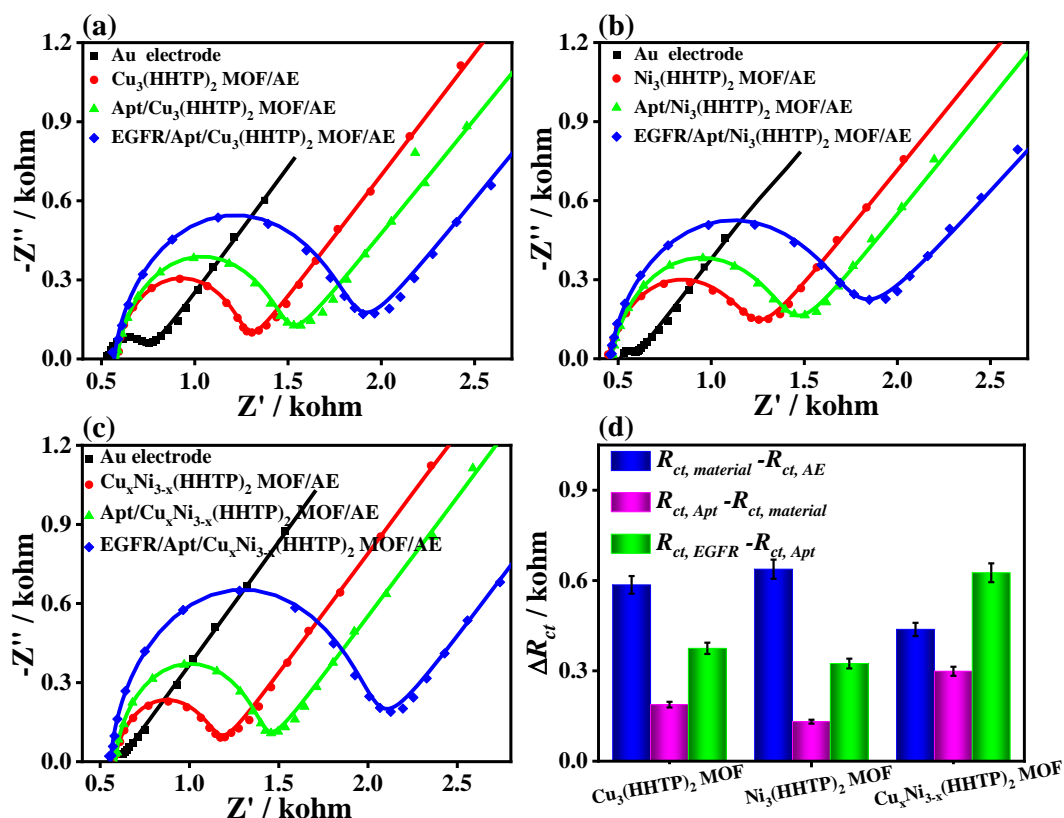 (a)
1.2
0.9
0.6
0.3
0.0
-Z'' / kohm
Au electrode
Cu₃(HHTP)₂ MOF/AE
Apt/Cu₃(HHTP)₂ MOF/AE
EGFR/Apt/Cu₃(HHTP)₂ MOF/AE
0.5 1.0 1.5 2.0 2.5
Z' / kohm
(b)
1.2
0.9
0.6
0.3
0.0
-Z'' / kohm
Au electrode
Ni₃(HHTP)₂ MOF/AE
Apt/Ni₃(HHTP)₂ MOF/AE
EGFR/Apt/Ni₃(HHTP)₂ MOF/AE
0.5 1.0 1.5 2.0 2.5
Z' / kohm
(c)
1.2
0.9
0.6
0.3
0.0
-Z'' / kohm
Au electrode
CuₓNi₃₋ₓ(HHTP)₂ MOF/AE
Apt/CuₓNi₃₋ₓ(HHTP)₂ MOF/AE
EGFR/Apt/CuₓNi₃₋ₓ(HHTP)₂ MOF/AE
0.5 1.0 1.5 2.0 2.5
Z' / kohm
(d)
0.9
0.6
0.3
0.0
ΔR_ct / kohm
R_ct, material -R_ct, AE
R_ct, Apt -R_ct, material
R_ct, EGFR -R_ct, Apt
Cu₃(HHTP)₂ MOF
Ni₃(HHTP)₂ MOF
CuₓNi₃₋ₓ(HHTP)₂ MOF